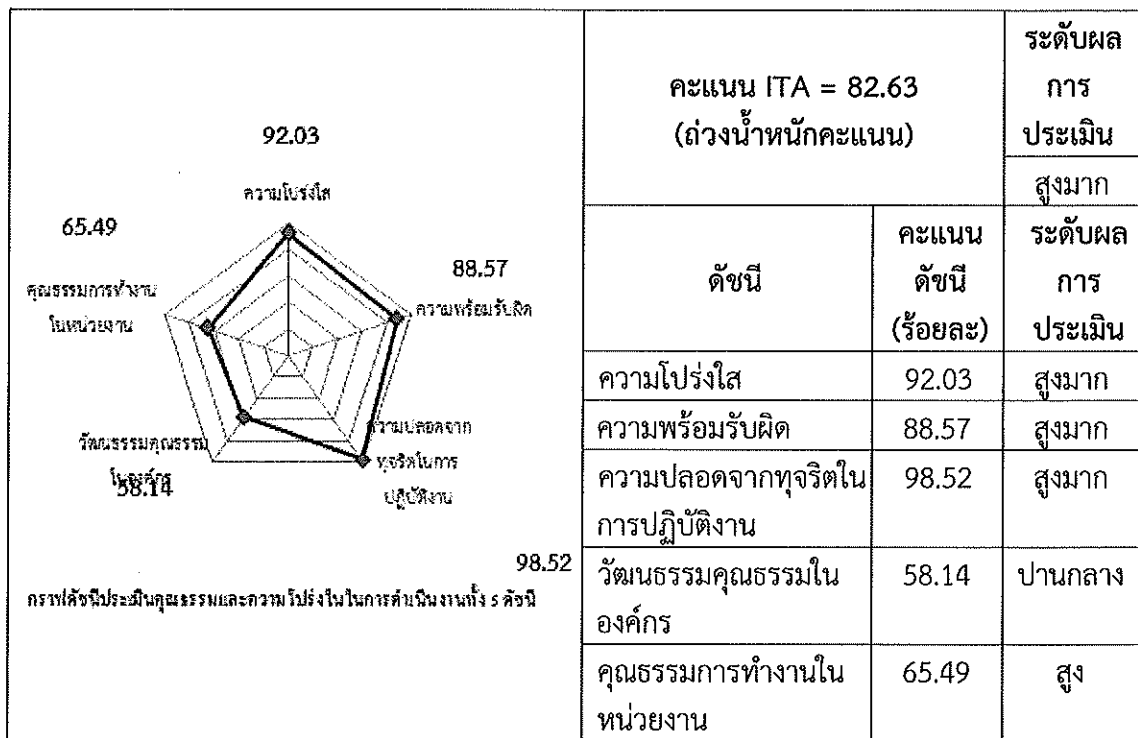 92.03
ความโปร่งใส
65.49
คุณธรรมการทำงาน
ในหน่วยงาน
88.57
ความพร้อมรับผิด
วัฒนธรรมคุณธรรม
ในองค์กร
58.14
ความปลอดจาก
ทุจริตในการ
ปฏิบัติงาน
98.52
กราฟดัชนีประเมินคุณธรรมและความโปร่งใสในการดำเนินงานทั้ง 5 ดัชนี
คะแนน ITA = 82.63
(ถ่วงน้ำหนักคะแนน)
ระดับผล
การ
ประเมิน
สูงมาก
ดัชนี
คะแนน
ดัชนี
(ร้อยละ)
ระดับผล
การ
ประเมิน
ความโปร่งใส 92.03 สูงมาก
ความพร้อมรับผิด 88.57 สูงมาก
ความปลอดจากทุจริตใน 98.52 สูงมาก
การปฏิบัติงาน
วัฒนธรรมคุณธรรมใน 58.14 ปานกลาง
องค์กร
คุณธรรมการทำงานใน 65.49 สูง
หน่วยงาน